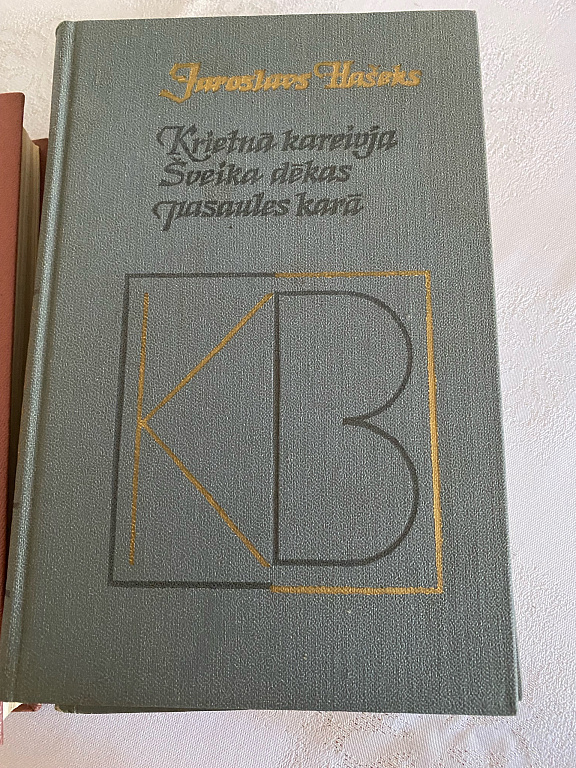 Jaroslavs Hašeks
Krietnā kareivja
Šveika dēkas
pasaules karā
KB